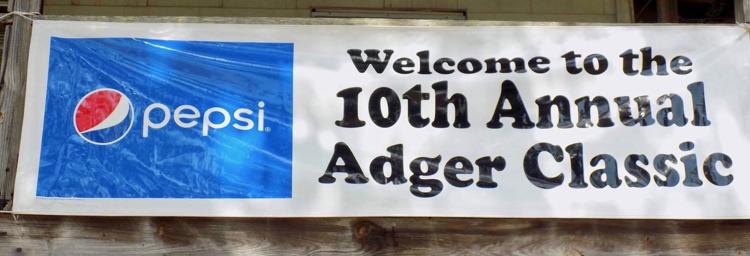 pepsi
Welcome to the
10th Annual
Adger Classic